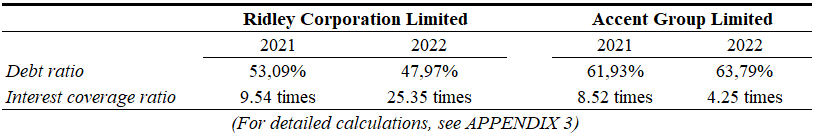 Ridley Corporation Limited Accent Group Limited
2021 2022 2021 2022
Debt ratio 53,09% 47,97% 61,93% 63,79%
Interest coverage ratio 9.54 times 25.35 times 8.52 times 4.25 times
(For detailed calculations, see APPENDIX 3)